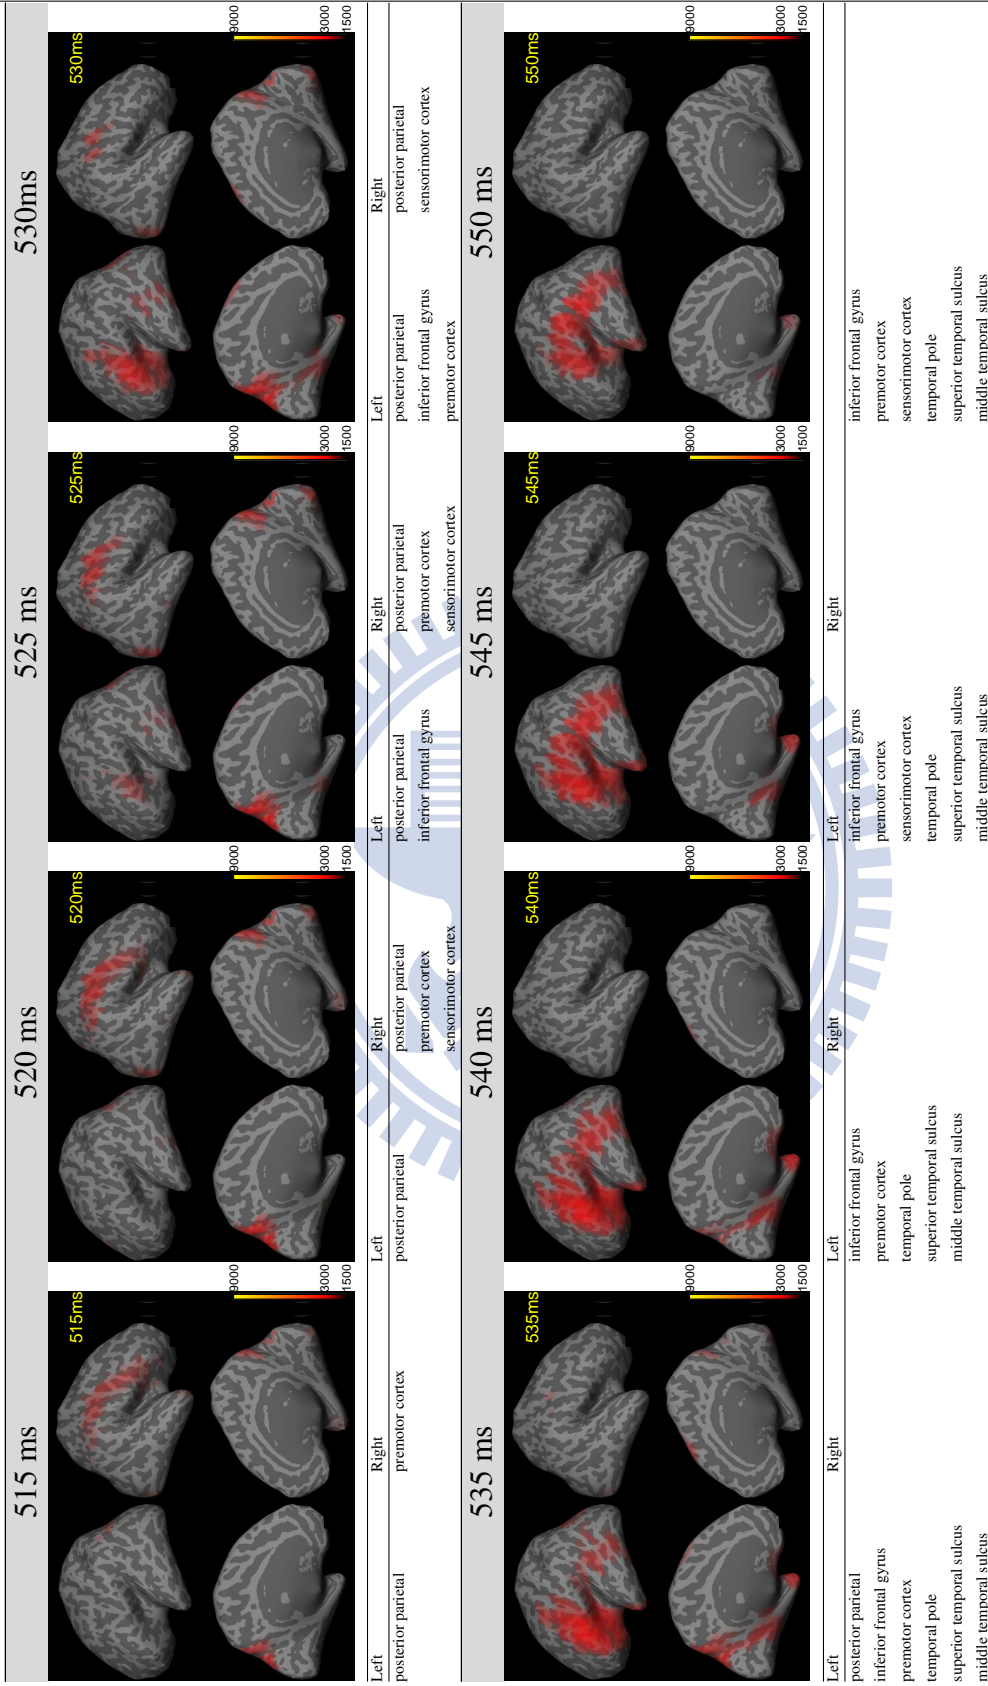 515 ms
520 ms
525 ms
530ms
515ms
9000
3000
1500
520ms
9000
3000
1500
525ms
9000
3000
1500
530ms
9000
3000
1500
Left Right
posterior parietal premotor cortex
Left Right
posterior parietal posterior parietal
premotor cortex
sensorimotor cortex
Left Right
posterior parietal posterior parietal
inferior frontal gyrus premotor cortex
sensorimotor cortex
Left Right
posterior parietal posterior parietal
inferior frontal gyrus sensorimotor cortex
premotor cortex
535 ms
540 ms
545 ms
550 ms
535ms
9000
3000
1500
540ms
9000
3000
1500
545ms
9000
3000
1500
550ms
9000
3000
1500
Left Right
posterior parietal
inferior frontal gyrus
premotor cortex
temporal pole
superior temporal sulcus
middle temporal sulcus
Left Right
inferior frontal gyrus
premotor cortex
temporal pole
superior temporal sulcus
middle temporal sulcus
Left Right
inferior frontal gyrus
premotor cortex
sensorimotor cortex
temporal pole
superior temporal sulcus
middle temporal sulcus
inferior frontal gyrus
premotor cortex
sensorimotor cortex
temporal pole
superior temporal sulcus
middle temporal sulcus